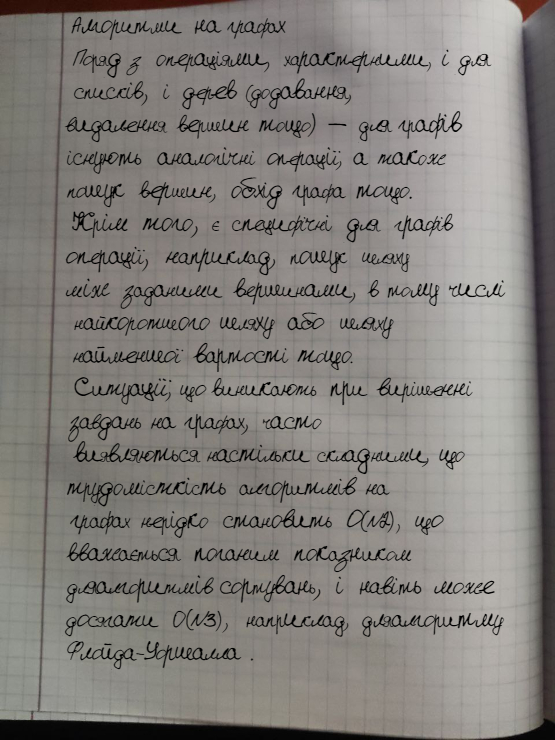 Алгоритми на графах
Поряд з операціями, характерними, і для
списків, і дерев (додавання,
видалення вершин тощо) — для графів
існують аналогічні операції, а також
пошук вершин, обхід графа тощо.
Крім того, є специфічні для графів
операції, наприклад, пошук шляху
між заданими вершинами, в тому числі
найкоротшого шляху або шляху
найменшої вартості тощо.
Ситуації, що виникають при вирішенні
завдань на графах, часто
виявляються настільки складними, що
трудомісткість алгоритмів на
графах нерідко становить O(N2), що
вважається поганим показником
дляалгоритмів сортувань, і навіть може
досягати O(N3), наприклад, дляалгоритму
Флойда-Уоршалла.